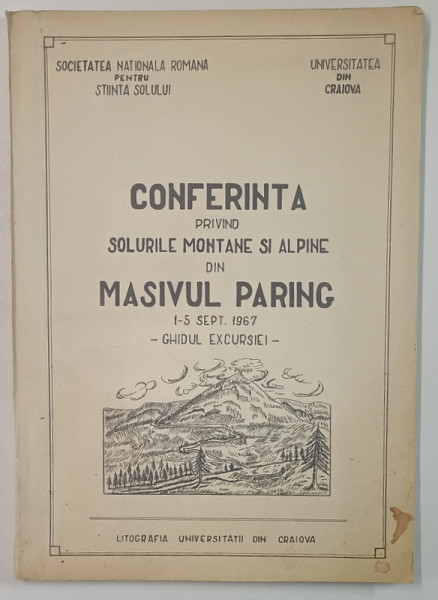 SOCIETATEA NATIONALA ROMANA
PENTRU
STIINTA SOLULUI
UNIVERSITATEA
DIN
CRAIOVA
CONFERINTA
PRIVIND
SOLURILE MONTANE SI ALPINE
DIN
MASIVUL PARING
1-5 SEPT. 1967
- GHIDUL EXCURSIEI -
LITOGRAFIA UNIVERSITATII DIN CRAIOVA